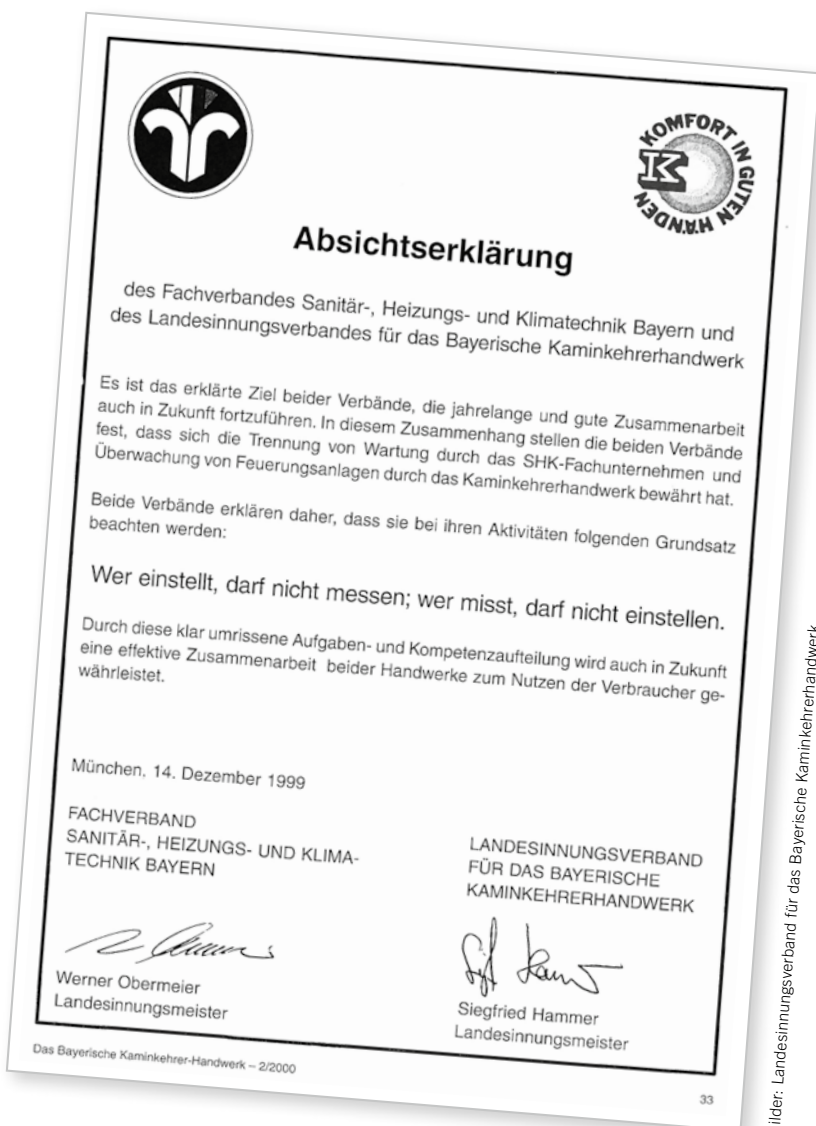 KOMFORT IN GUTEN HÄNDEN
K
Absichtserklärung
des Fachverbandes Sanitär-, Heizungs- und Klimatechnik Bayern und
des Landesinnungsverbandes für das Bayerische Kaminkehrerhandwerk
Es ist das erklärte Ziel beider Verbände, die jahrelange und gute Zusammenarbeit
auch in Zukunft fortzuführen. In diesem Zusammenhang stellen die beiden Verbände
fest, dass sich die Trennung von Wartung durch das SHK-Fachunternehmen und
Überwachung von Feuerungsanlagen durch das Kaminkehrerhandwerk bewährt hat.
Beide Verbände erklären daher, dass sie bei ihren Aktivitäten folgenden Grundsatz
beachten werden:
Wer einstellt, darf nicht messen; wer misst, darf nicht einstellen.
Durch diese klar umrissene Aufgaben- und Kompetenzaufteilung wird auch in Zukunft
eine effektive Zusammenarbeit beider Handwerke zum Nutzen der Verbraucher ge-
währleistet.
München, 14. Dezember 1999
FACHVERBAND
SANITÄR-, HEIZUNGS- UND KLIMA-
TECHNIK BAYERN
LANDESINNUNGSVERBAND
FÜR DAS BAYERISCHE
KAMINKEHRERHANDWERK
Werner Obermeier
Landesinnungsmeister
Siegfried Hammer
Landesinnungsmeister
Das Bayerische Kaminkehrer-Handwerk – 2/2000
33
ilder: Landesinnungsverband für das Bayerische Kaminkehrerhandwerk